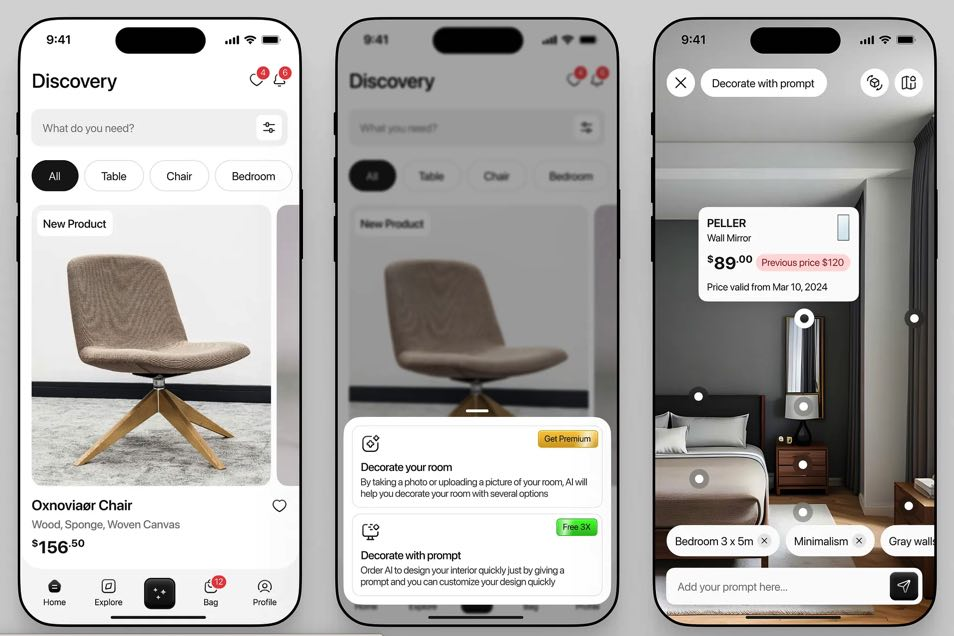 9:41
Discovery
4
6
What do you need?
All
Table
Chair
Bedroom
New Product
Oxnoviaør Chair
Wood, Sponge, Woven Canvas
$156.50
Home
Explore
12
Bag
Profile
9:41
Discovery
4
6
What you need?
All
Table
Chair
Bedroom
New Product
Get Premium
Decorate your room
By taking a photo or uploading a picture of your room, AI will
help you decorate your room with several options
Free 3X
Decorate with prompt
Order AI to design your interior quickly just by giving a
prompt and you can customize your design quickly
Home
Explore
Bag
Profile
9:41
Decorate with prompt
PELLER
Wall Mirror
$89.00
Previous price $120
Price valid from Mar 10, 2024
Bedroom 3 x 5m
Minimalism
Gray walls
Add your prompt here...